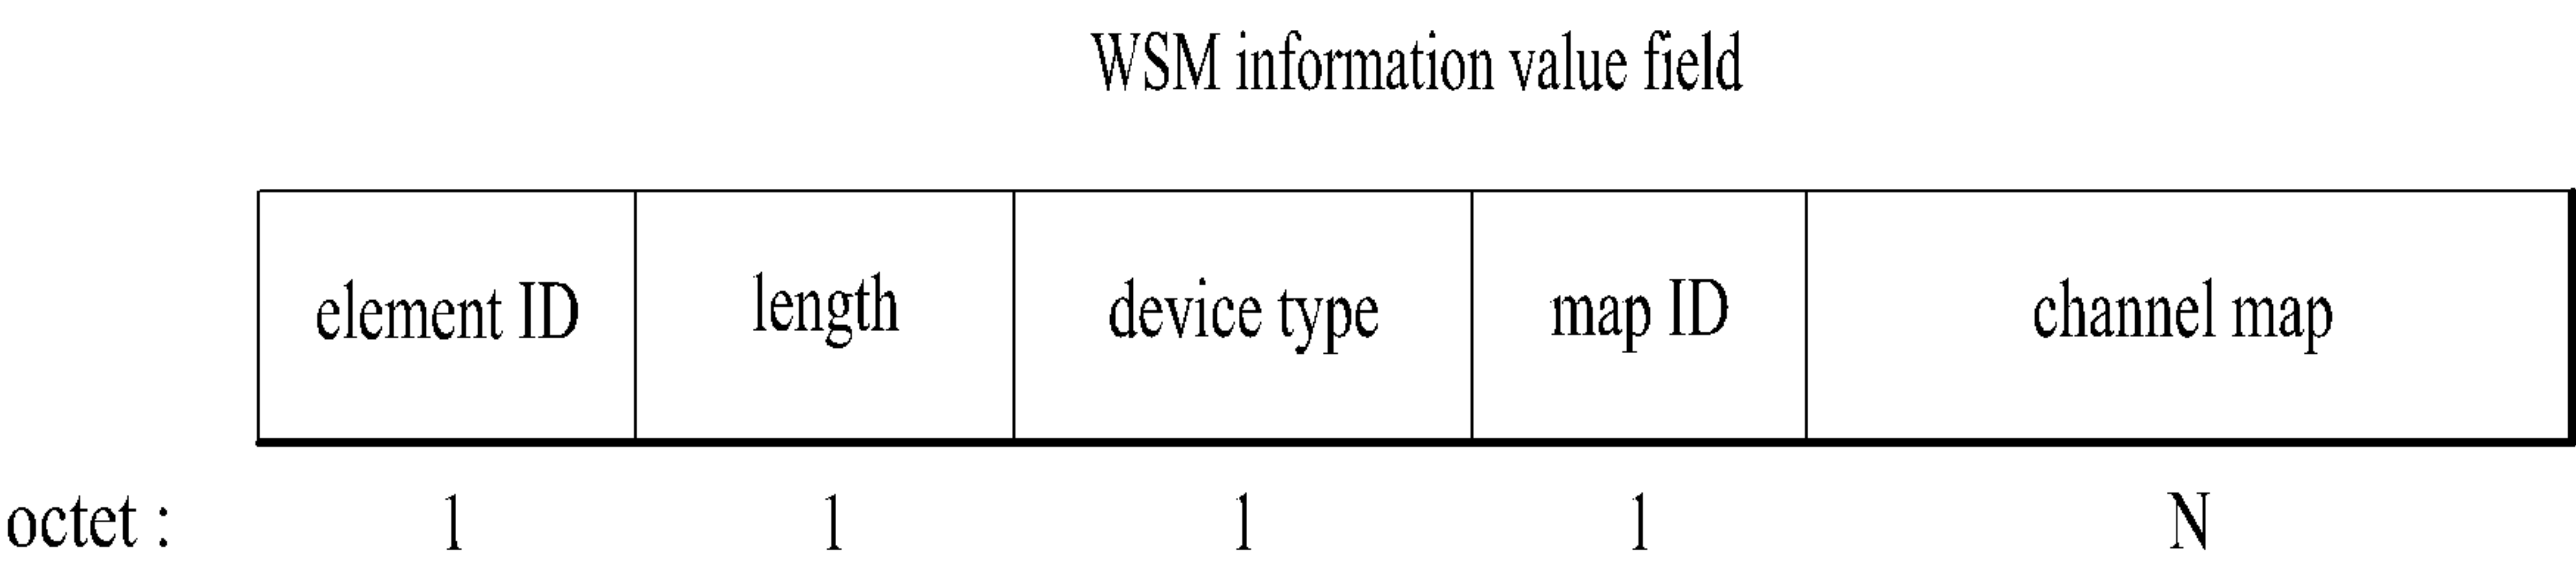 WSM information value field
element ID length device type map ID channel map
octet : 1 1 1 1 N